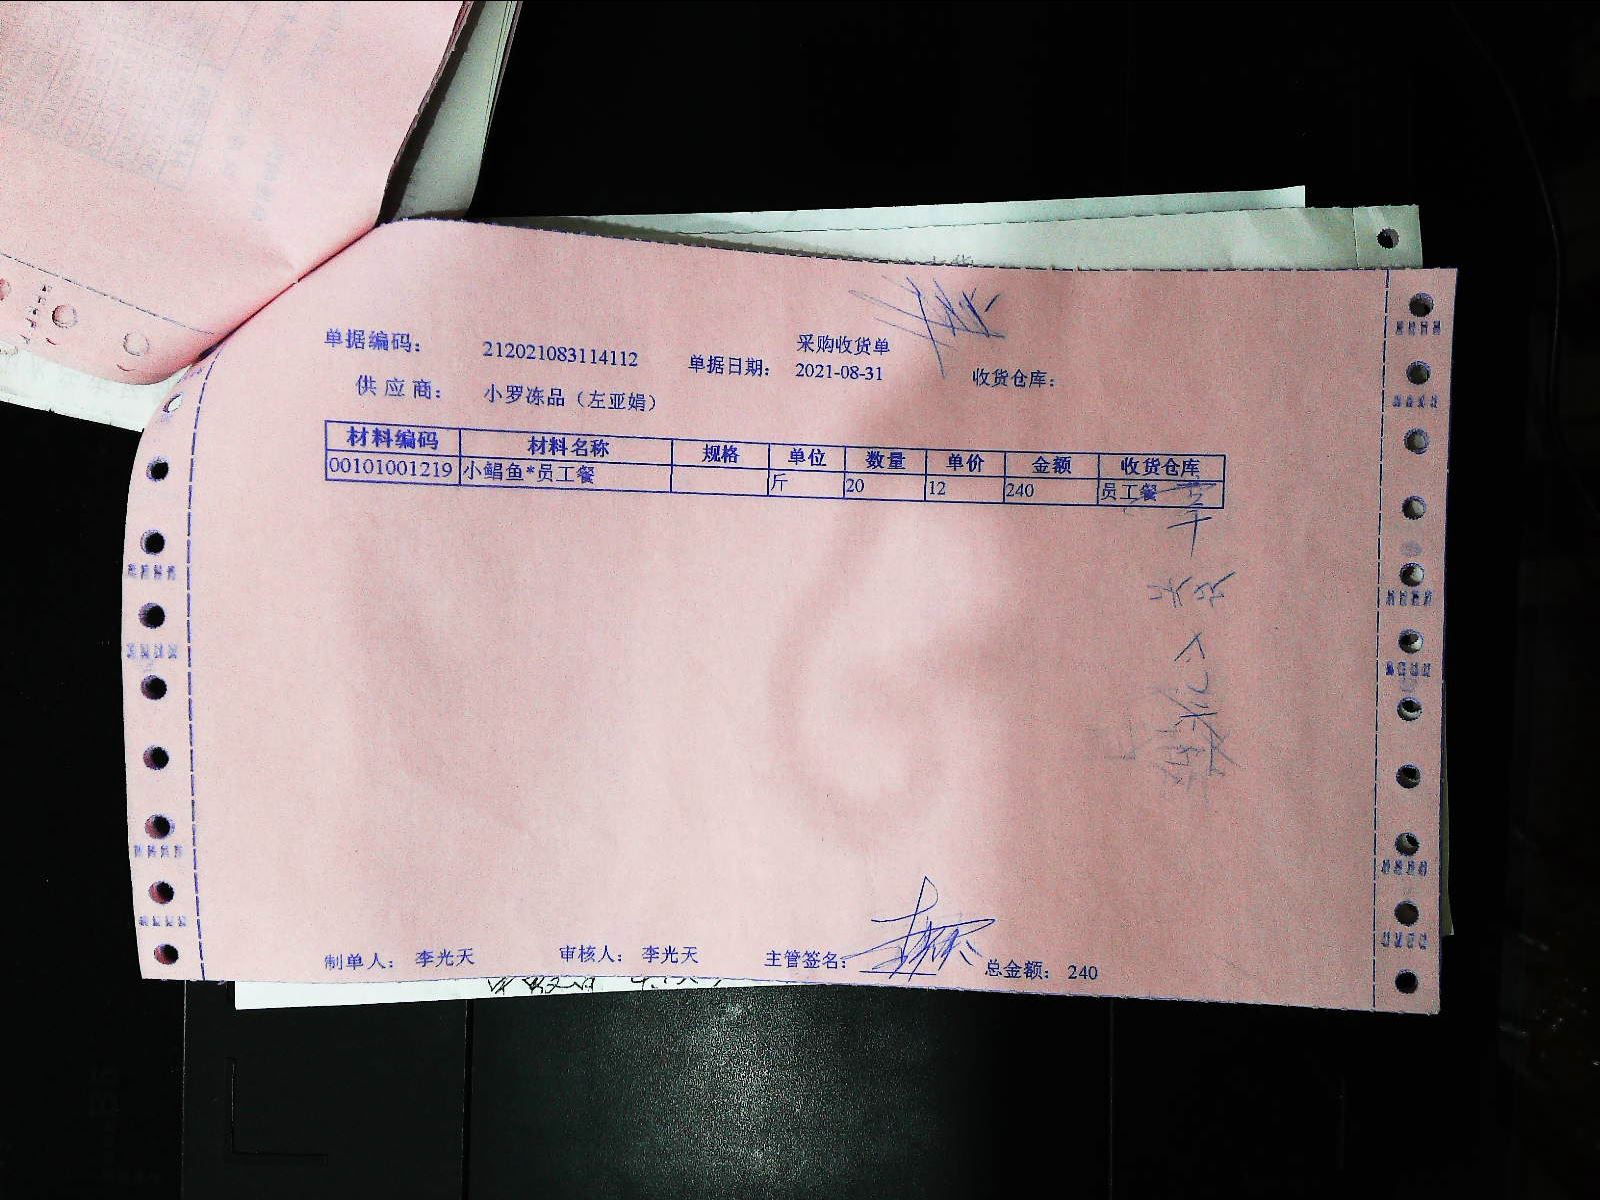 采购收货单
单据编码： 212021083114112 单据日期： 2021-08-31 收货仓库：
供应商： 小罗冻品（左亚娟）
材料编码 材料名称 规格 单位 数量 单价 金额 收货仓库
00101001219 小鲳鱼*员工餐 斤 20 12 240 员工餐
制单人： 李光天 审核人： 李光天 主管签名： 总金额： 240